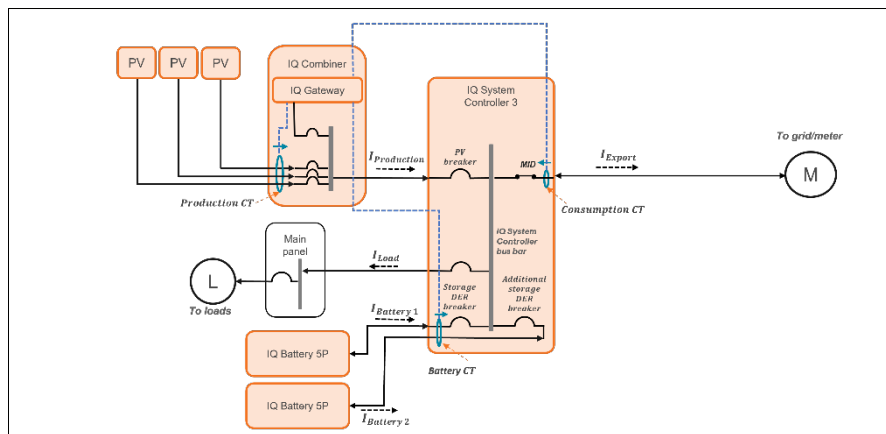 PV
PV
PV
IQ Combiner
IQ Gateway
Production CT
I_Production
IQ System
Controller 3
PV
breaker
MID
I_Export
To grid/meter
M
Consumption CT
IQ System
Controller
bus bar
Main
panel
I_Load
L
To loads
Storage
DER
breaker
Additional
storage
DER
breaker
I_Battery 1
IQ Battery 5P
Battery CT
IQ Battery 5P
I_Battery 2